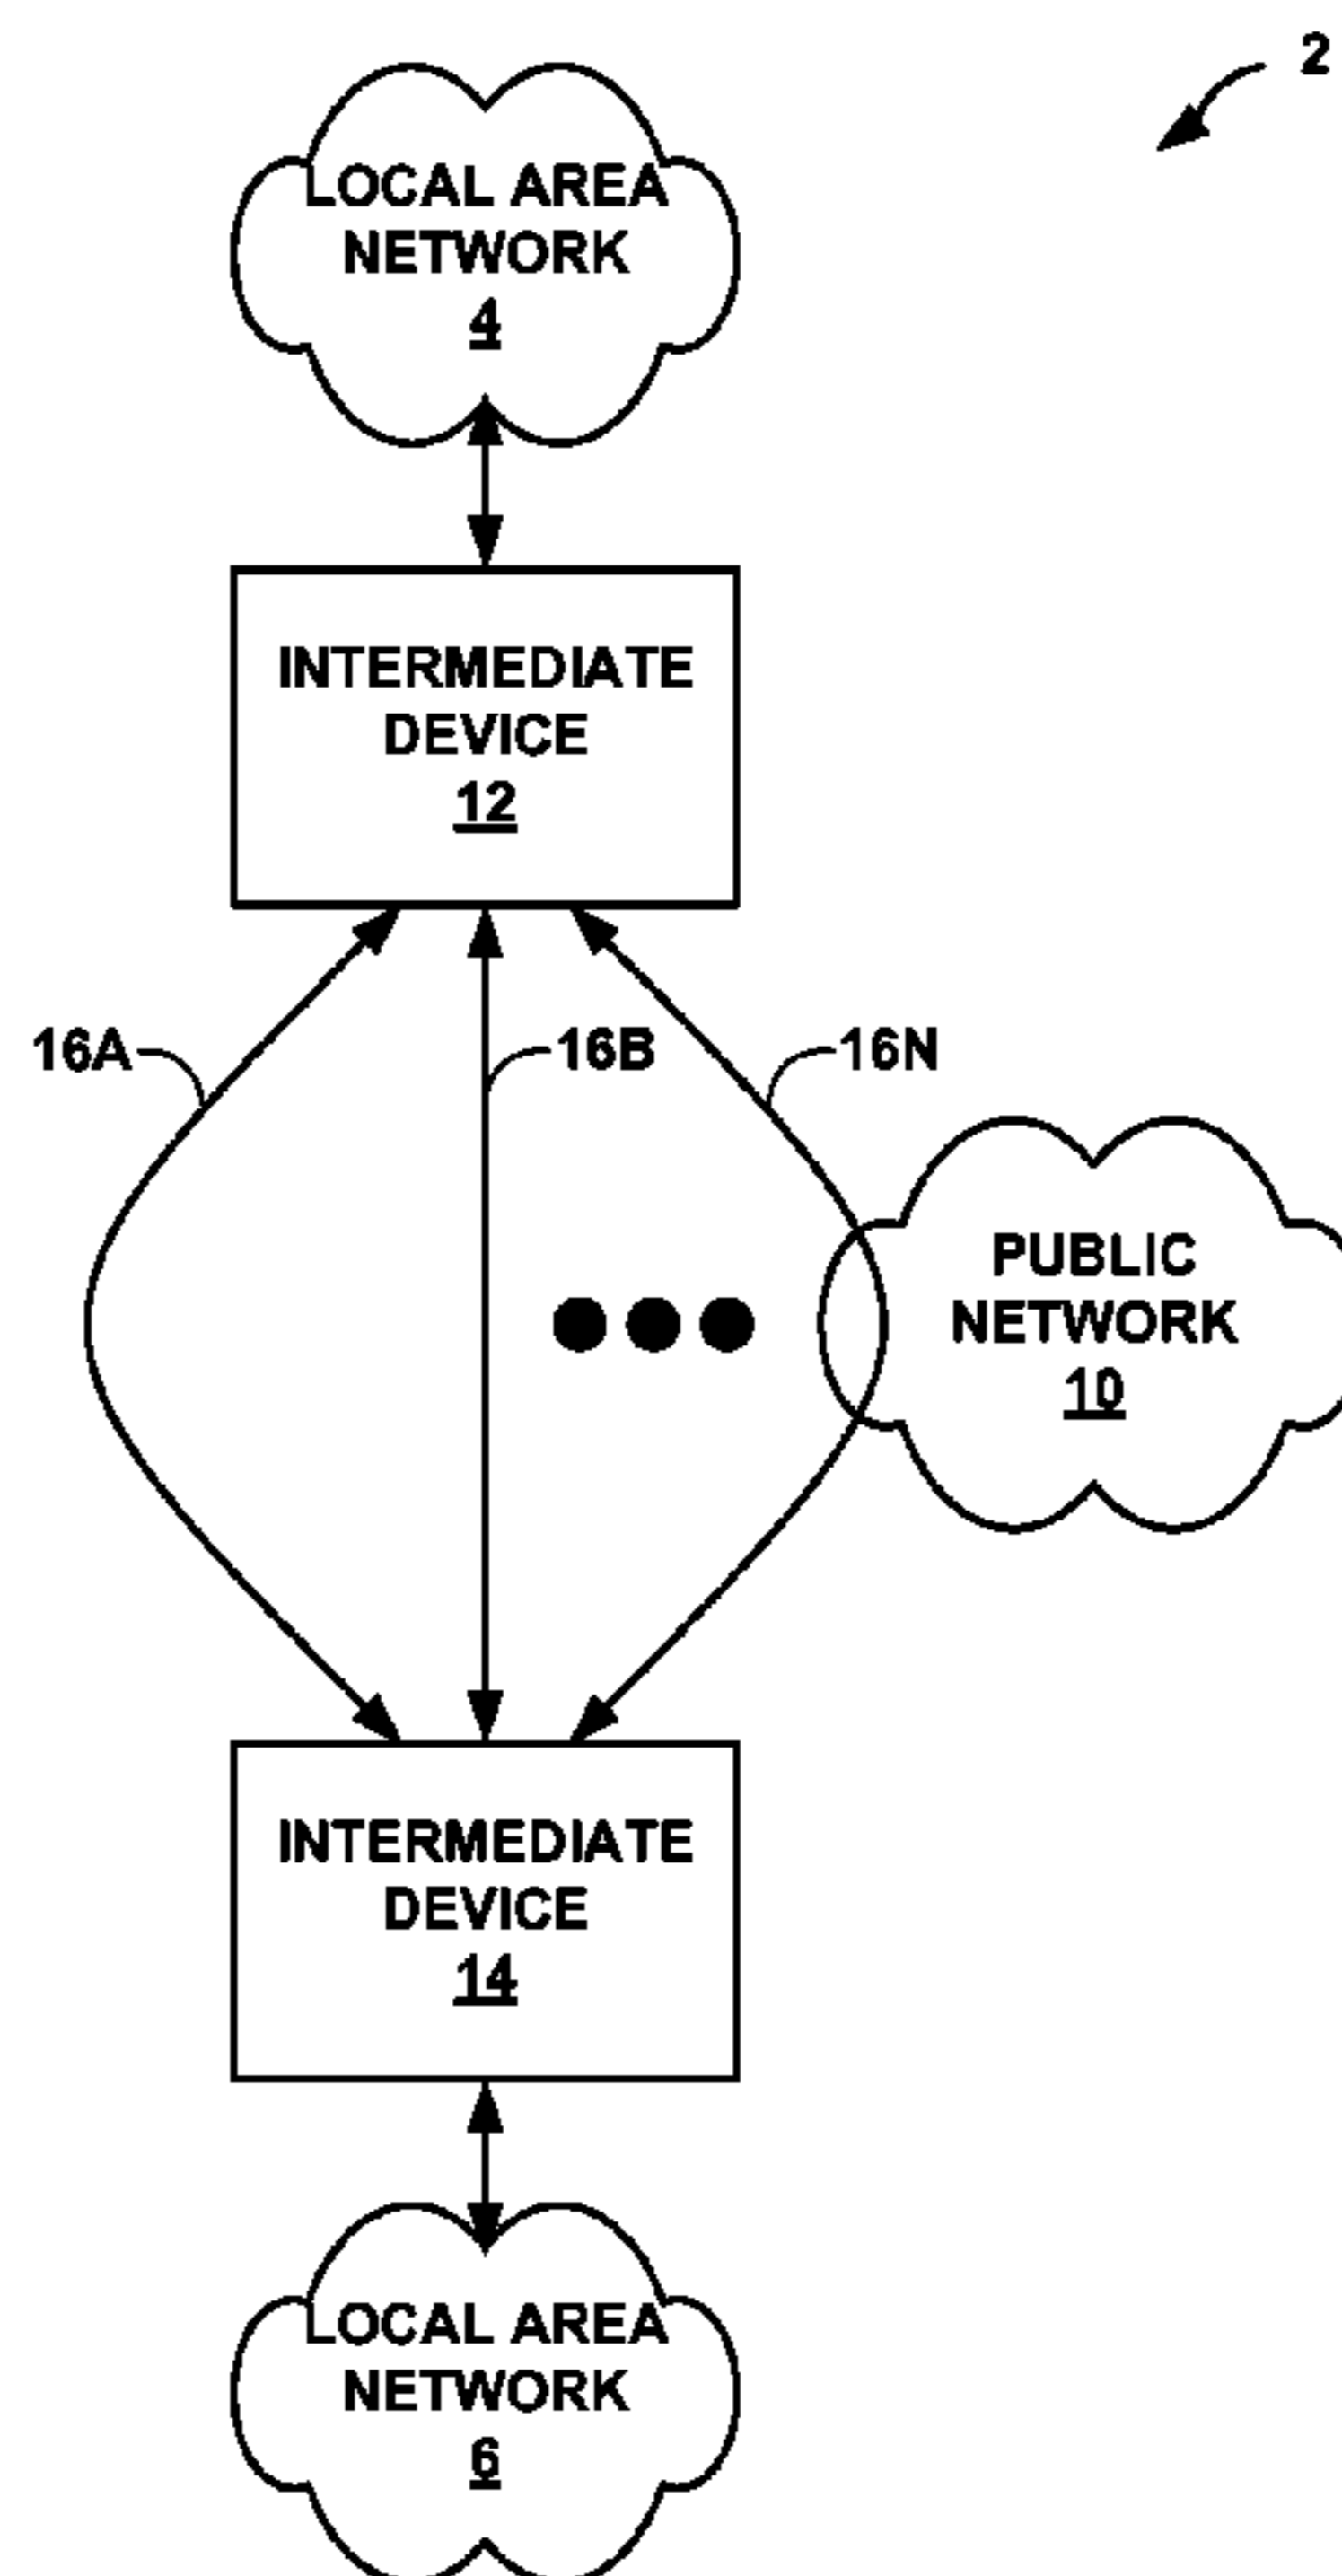 2
LOCAL AREA
NETWORK
4
INTERMEDIATE
DEVICE
12
16A
16B
16N
PUBLIC
NETWORK
10
INTERMEDIATE
DEVICE
14
LOCAL AREA
NETWORK
6